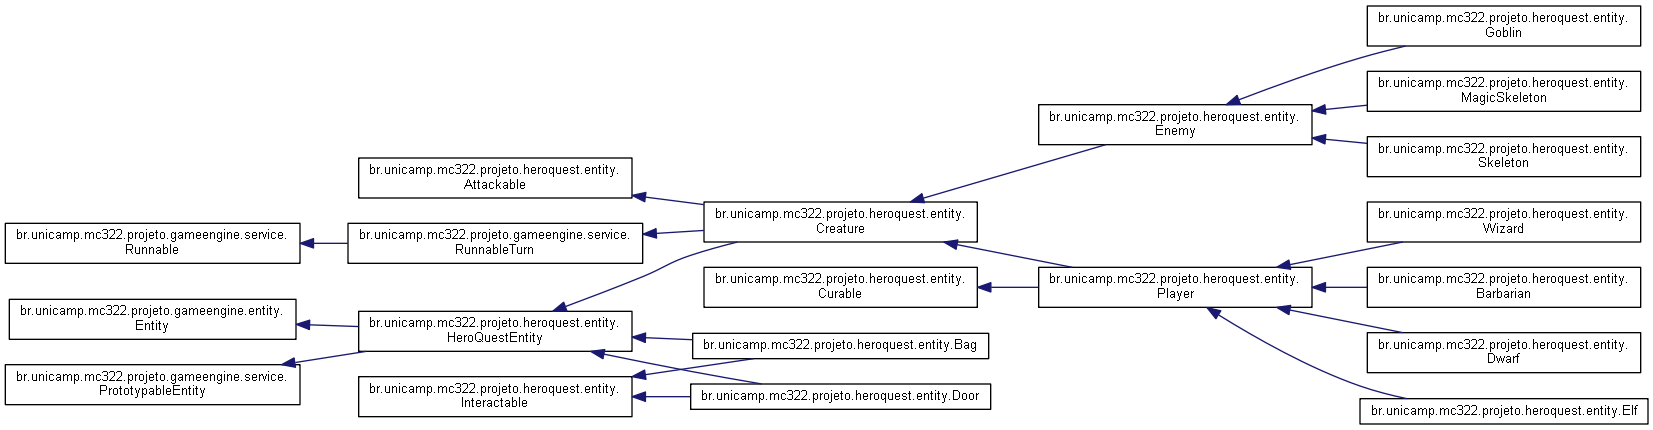 br.unicamp.mc322.projeto.heroquest.entity.
Goblin
br.unicamp.mc322.projeto.heroquest.entity.
MagicSkeleton
br.unicamp.mc322.projeto.heroquest.entity.
Enemy
br.unicamp.mc322.projeto.heroquest.entity.
Skeleton
br.unicamp.mc322.projeto.heroquest.entity.
Attackable
br.unicamp.mc322.projeto.heroquest.entity.
Creature
br.unicamp.mc322.projeto.heroquest.entity.
Wizard
br.unicamp.mc322.projeto.gameengine.service.
Runnable
br.unicamp.mc322.projeto.gameengine.service.
RunnableTurn
br.unicamp.mc322.projeto.heroquest.entity.
Curable
br.unicamp.mc322.projeto.heroquest.entity.
Player
br.unicamp.mc322.projeto.heroquest.entity.
Barbarian
br.unicamp.mc322.projeto.gameengine.entity.
Entity
br.unicamp.mc322.projeto.heroquest.entity.
HeroQuestEntity
br.unicamp.mc322.projeto.heroquest.entity.Bag
br.unicamp.mc322.projeto.heroquest.entity.
Dwarf
br.unicamp.mc322.projeto.gameengine.service.
PrototypableEntity
br.unicamp.mc322.projeto.heroquest.entity.
Interactable
br.unicamp.mc322.projeto.heroquest.entity.Door
br.unicamp.mc322.projeto.heroquest.entity.Elf